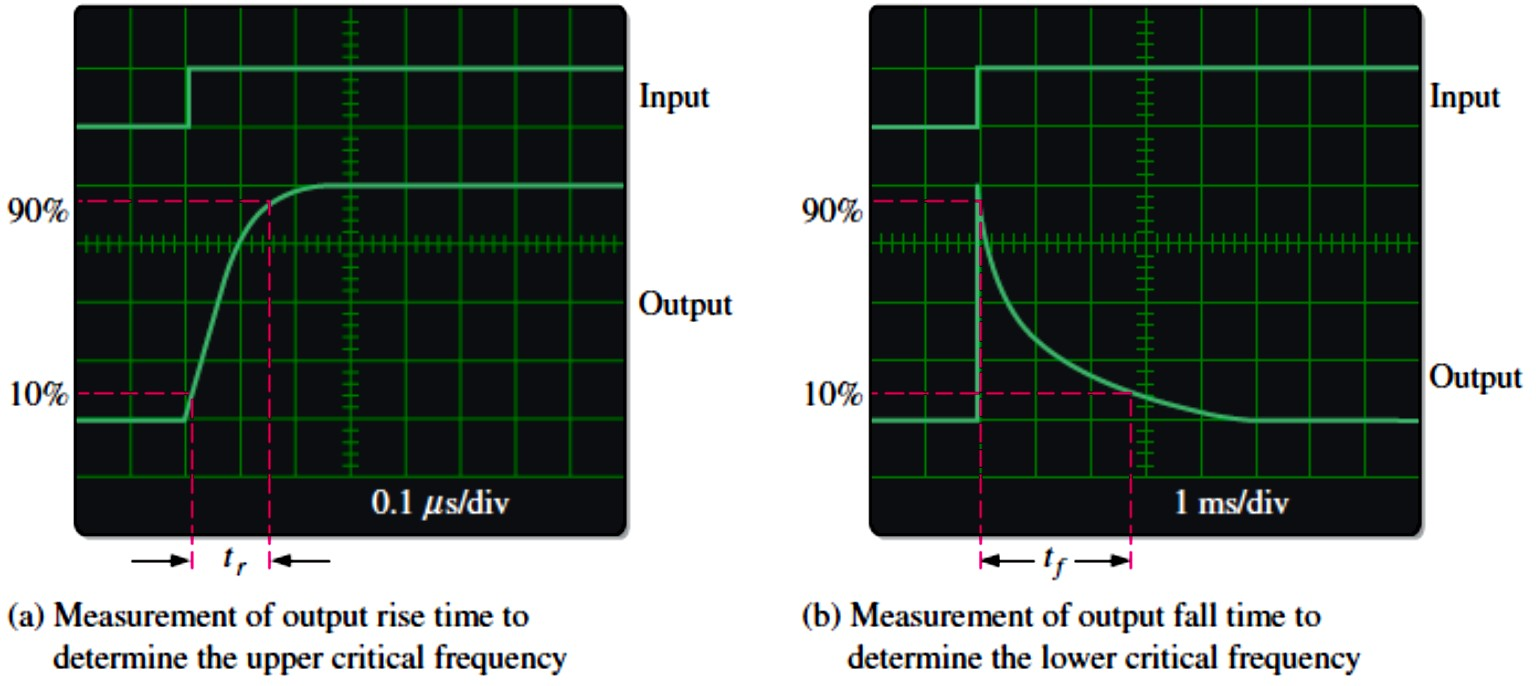 Input
90%
Output
10%
0.1 μs/div
t_r
(a) Measurement of output rise time to
determine the upper critical frequency
Input
90%
Output
10%
1 ms/div
t_f
(b) Measurement of output fall time to
determine the lower critical frequency